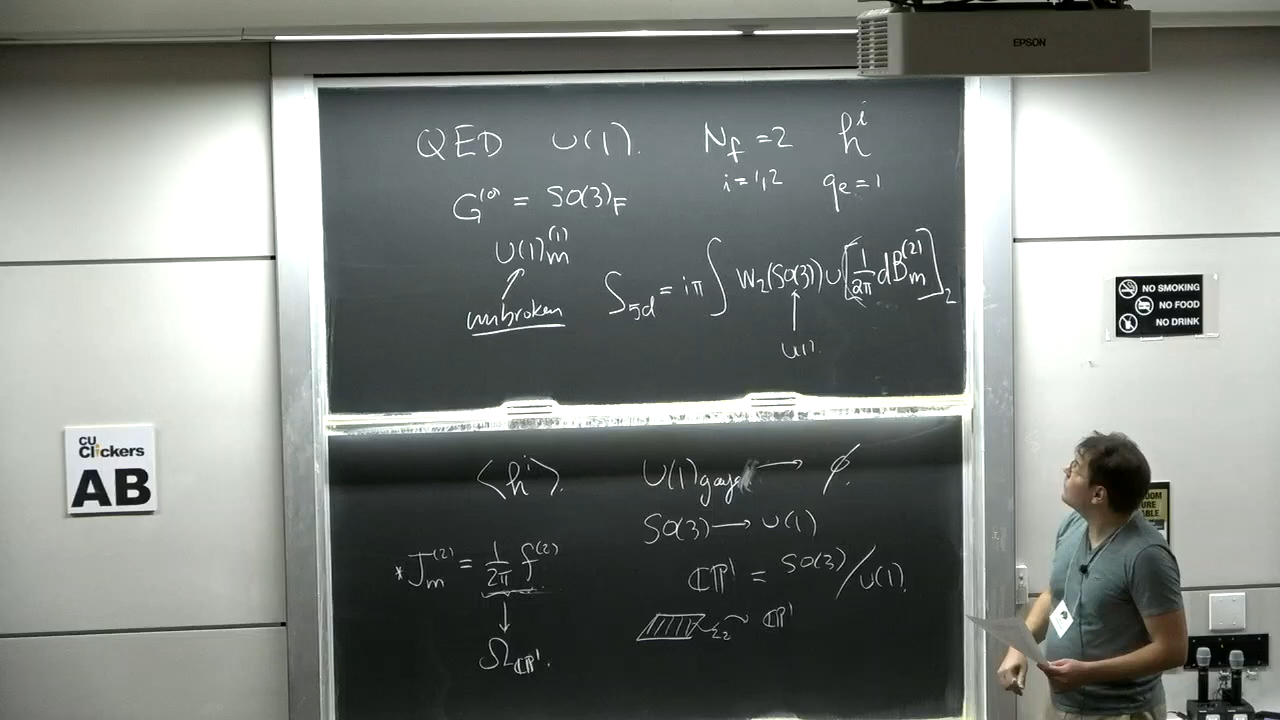 EPSON
QED U(1). N_f = 2 h^i
i = 1,2 q_e = 1
G^(0) = SO(3)_F
U(1)_m^(1)
unbroken
S_5d = iπ ∫ W_2(SO(3)) ∪ [1/2π dB_m^(2)]_2
U(1).
<h^i>. U(1) gauge → ∅.
SO(3) → U(1)
*J_m^(2) = 1/2π f^(2)
ℂℙ^1 = SO(3)/U(1).
Σ_2 ~ ℂℙ^1
↓
Ω_ℂℙ^1.
NO SMOKING
NO FOOD
NO DRINK
CU
Clickers
AB